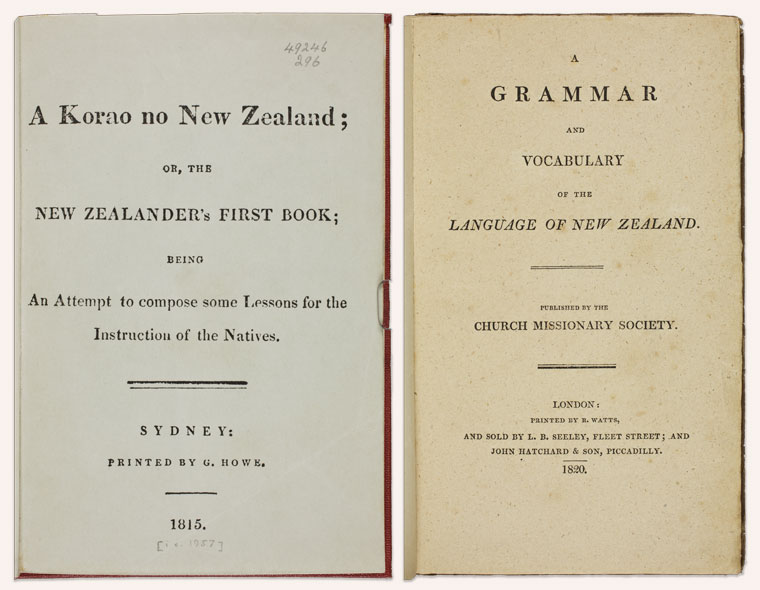 49246
296
A Korao no New Zealand;
OR, THE
NEW ZEALANDER's FIRST BOOK;
BEING
An Attempt to compose some Lessons for the
Instruction of the Natives.
SYDNEY:
PRINTED BY G. HOWE.
1815.
[i.e. 1957]
A
GRAMMAR
AND
VOCABULARY
OF THE
LANGUAGE OF NEW ZEALAND.
PUBLISHED BY THE
CHURCH MISSIONARY SOCIETY.
LONDON:
PRINTED BY R. WATTS,
AND SOLD BY L. B. SEELEY, FLEET STREET; AND
JOHN HATCHARD & SON, PICCADILLY.
1820.